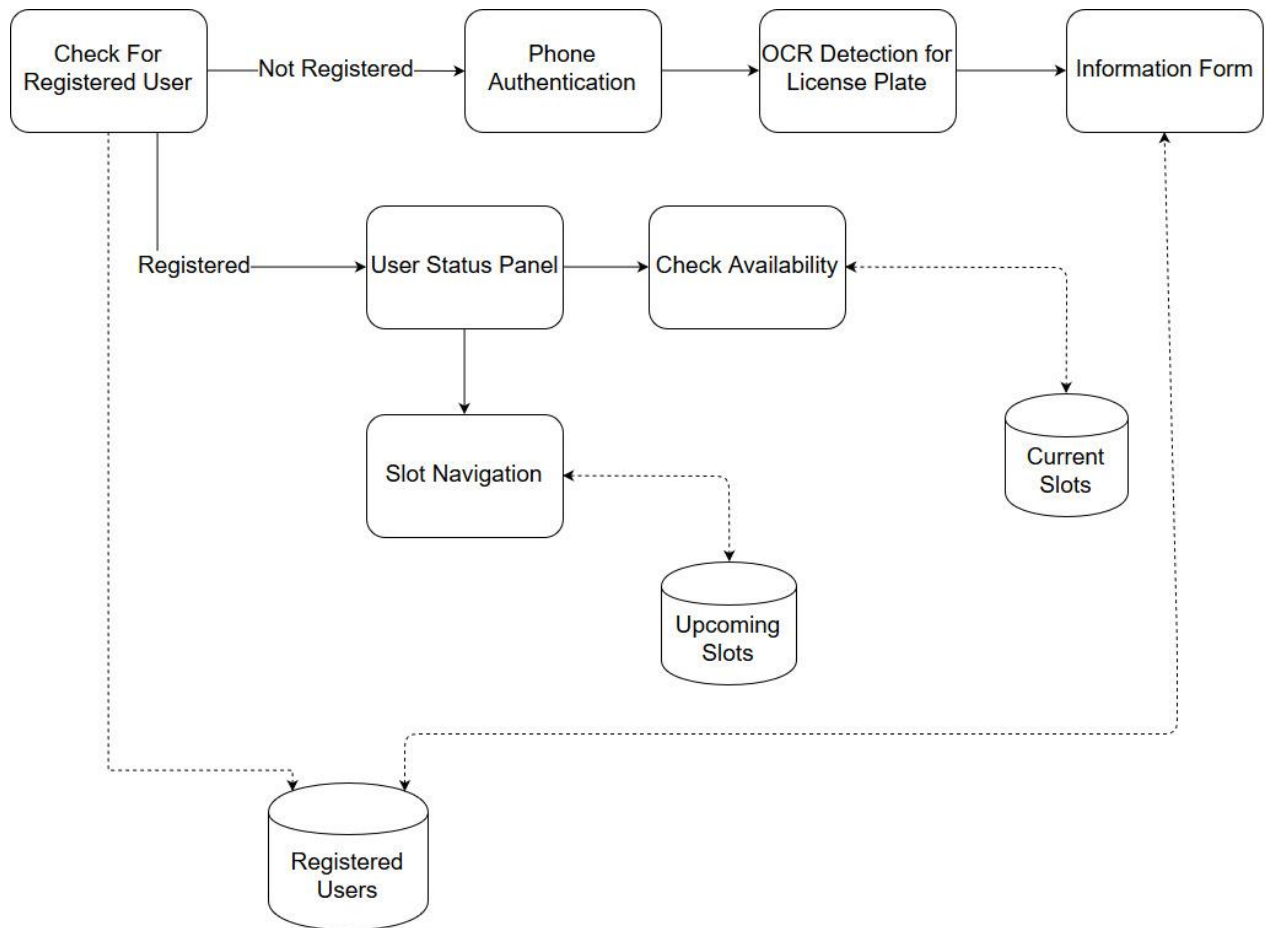 Check For
Registered User
Not Registered
Phone
Authentication
OCR Detection for
License Plate
Information Form
Registered
User Status Panel
Check Availability
Slot Navigation
Current
Slots
Upcoming
Slots
Registered
Users